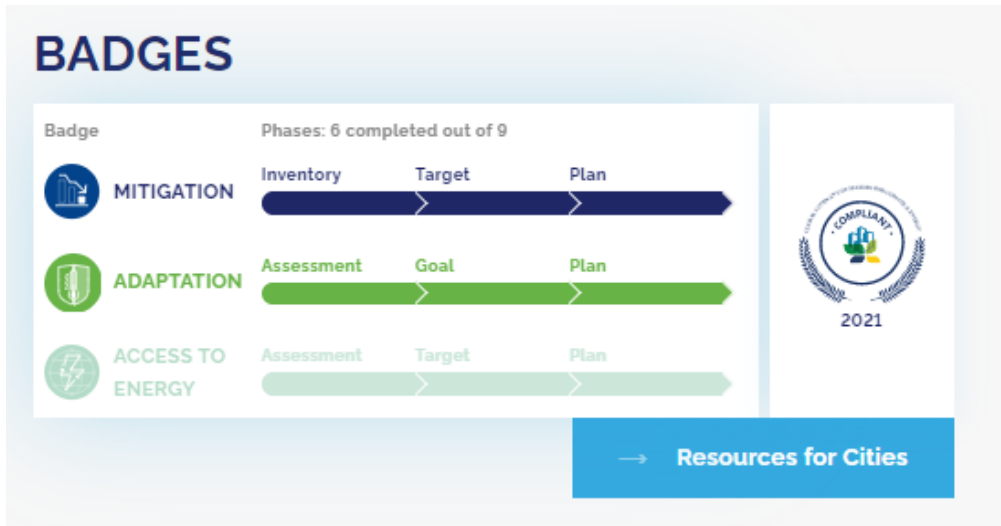 BADGES
Badge
Phases: 6 completed out of 9
MITIGATION
Inventory
Target
Plan
ADAPTATION
Assessment
Goal
Plan
ACCESS TO
ENERGY
Assessment
Target
Plan
COMPLIANT
2021
→ Resources for Cities